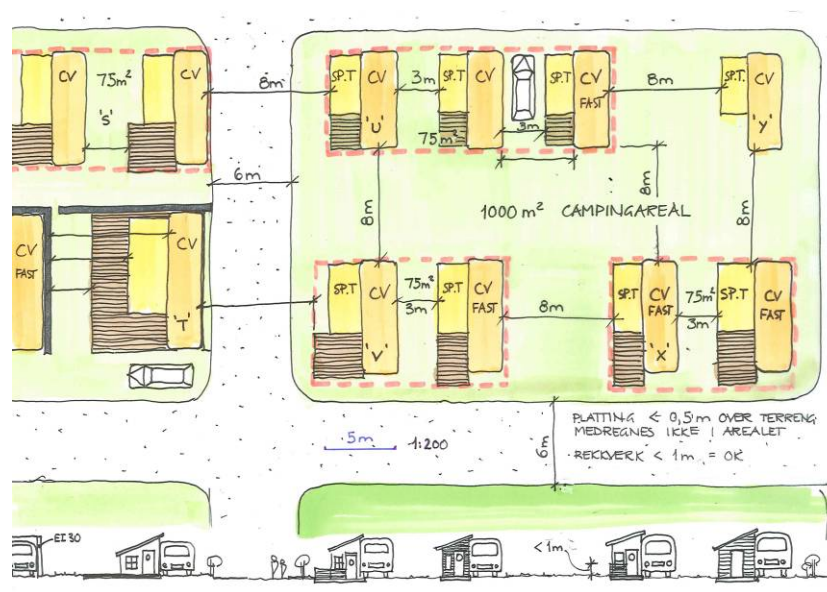 CV
75m²
'S'
CV
8m
SP.T
CV
'U'
3m
SP.T
CV
75m²
SP.T
CV
FAST
3m
8m
SP.T.
CV
'Y'
6m
8m
8m
8m
1000 m² CAMPINGAREAL
CV
FAST
CV
'T'
SP.T
CV
'V'
75m²
3m
SP.T
CV
FAST
8m
SP.T
CV
FAST
'X'
75m²
3m
SP.T
CV
FAST
5m 1:200
6m
PLATTING < 0,5m OVER TERRENG
MEDREGNES IKKE I AREALET
REKKVERK < 1m = OK
EI 30
<1m